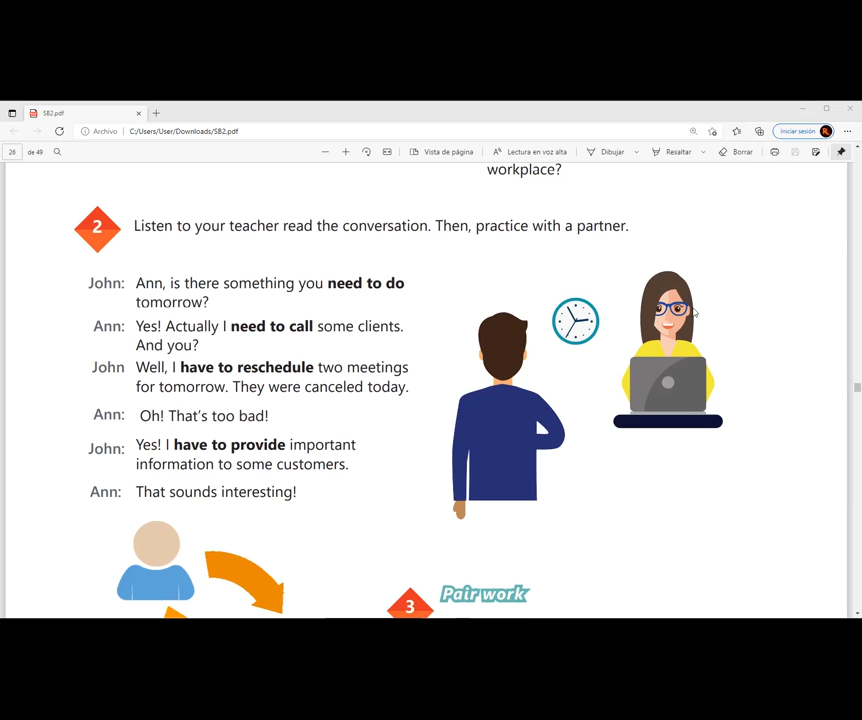 SB2.pdf
Archivo
C:/Users/User/Downloads/SB2.pdf
Iniciar sesión
26
de 49
Vista de página
Lectura en voz alta
Dibujar
Resaltar
Borrar
workplace?
2
Listen to your teacher read the conversation. Then, practice with a partner.
John: Ann, is there something you need to do
tomorrow?
Ann: Yes! Actually I need to call some clients.
And you?
John Well, I have to reschedule two meetings
for tomorrow. They were canceled today.
Ann: Oh! That's too bad!
John: Yes! I have to provide important
information to some customers.
Ann: That sounds interesting!
3
Pair work